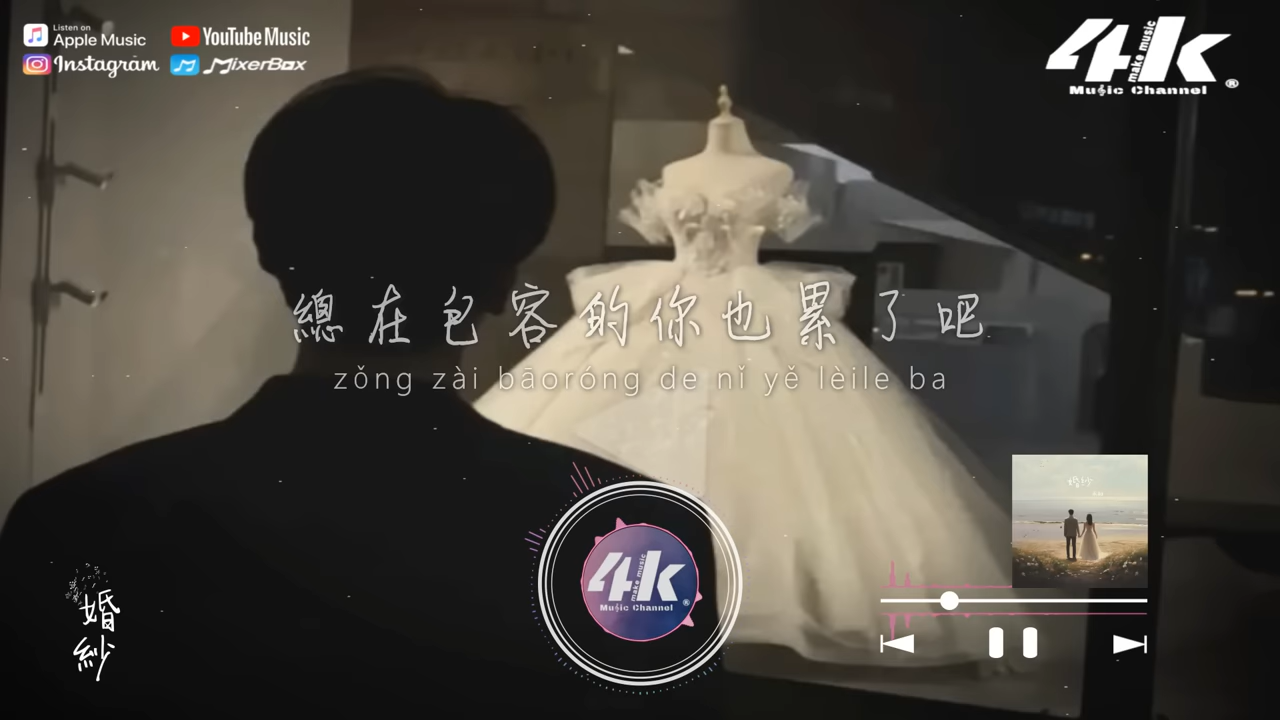 Listen on
Apple Music
YouTube Music
Instagram
MixerBox
4k
make music
Music Channel
®
總在包容的你也累了吧
zǒng zài bāoróng de nǐ yě lèile ba
婚紗
4k
make music
Music Channel
®
婚紗